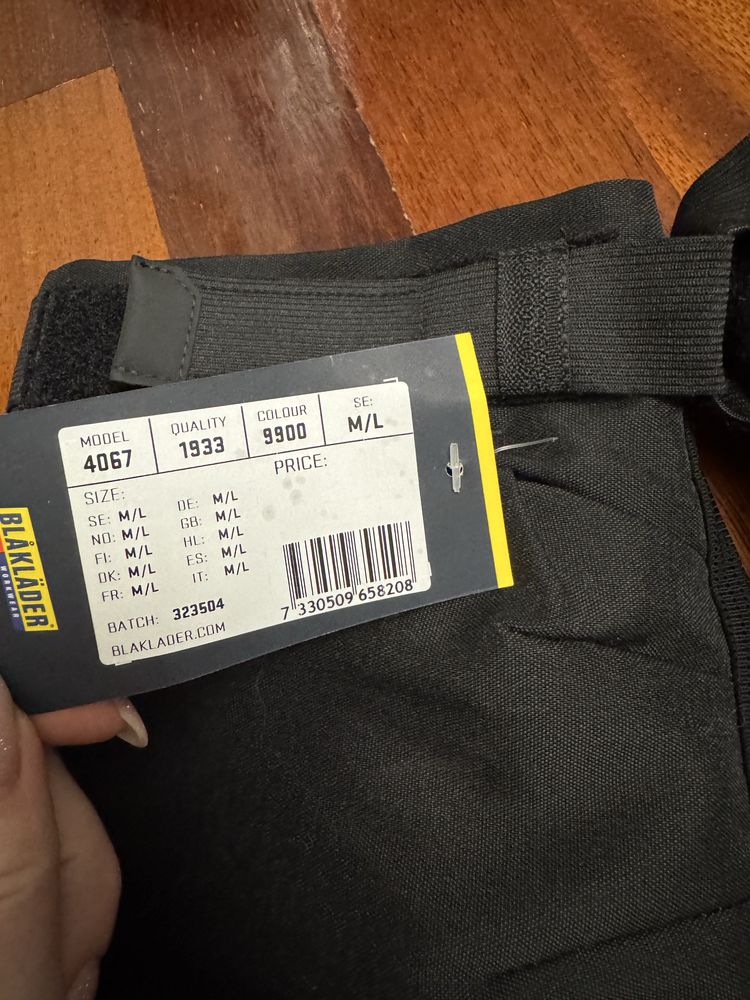 MODEL
4067
QUALITY
1933
COLOUR
9900
SE:
M/L
SIZE:
SE: M/L
NO: M/L
FI: M/L
DK: M/L
FR: M/L
DE: M/L
GB: M/L
HL: M/L
ES: M/L
IT: M/L
PRICE:
BATCH: 323504
BLAKLADER.COM
7 330509 658208
BLÅKLÄDER®
WORKWEAR